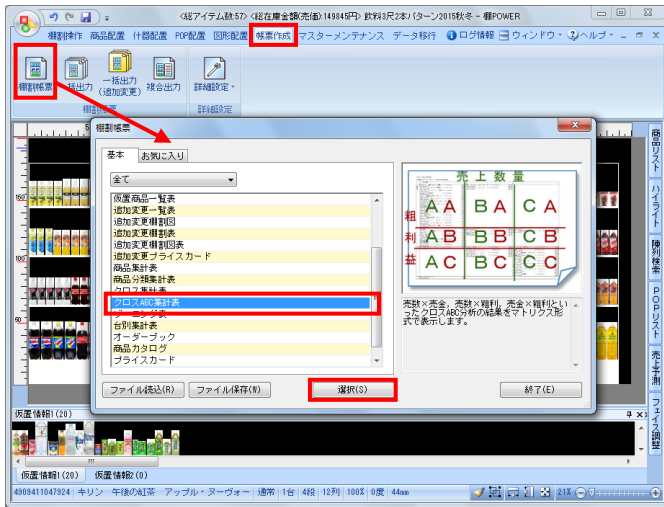 <総アイテム数:57> <総在庫金額(売価):149845円> 飲料3尺2本パターン2015秋冬 - 棚POWER
棚割操作 商品配置 什器配置 POP配置 図形配置 帳票作成 マスターメンテナンス データ移行 ログ情報 ウィンドウ ヘルプ
棚割帳票 一括出力 一括出力(追加変更) 複合出力 詳細設定
棚割帳票 詳細設定
棚割帳票
基本 お気に入り
全て
仮置商品一覧表
追加変更一覧表
追加変更棚割図
追加変更棚割表
追加変更棚割図表
追加変更プライスカード
商品集計表
商品分類集計表
クロス集計表
クロスABC集計表
ゾーニング表
台別集計表
オーダーブック
商品カタログ
プライスカード
売上数量
粗利益
AA BA CA
AB BB CB
AC BC CC
売数×売金, 売数×粗利, 売金×粗利とい
ったクロスABC分析の結果をマトリクス形
式で表示します。
ファイル読込(R) ファイル保存(W) 選択(S) 終了(E)
150
100
50
商品リスト
ハイライト
陳列検索
POPリスト
売上予測
フェイス調整
仮置情報1(20)
仮置情報1(20) 仮置情報2(0)
4909411047924 キリン 午後の紅茶 アップル・ヌーヴォー 通常 1台 4段 12列 100% 0度 44mm 21%